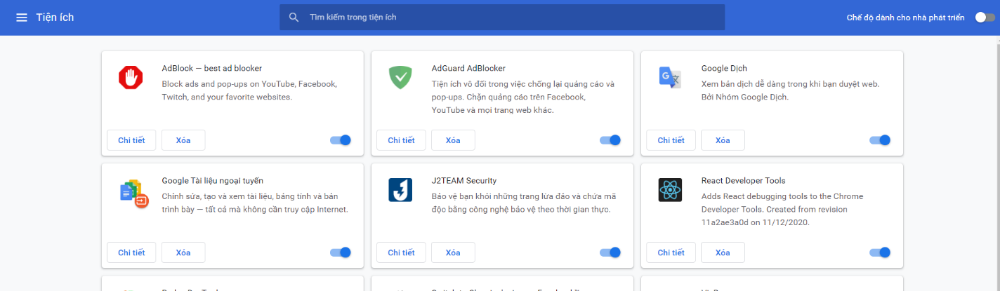 Tiện ích
Tìm kiếm trong tiện ích
Chế độ dành cho nhà phát triển
AdBlock — best ad blocker
Block ads and pop-ups on YouTube, Facebook,
Twitch, and your favorite websites.
Chi tiết
Xóa
AdGuard AdBlocker
Tiện ích vô đối trong việc chống lại quảng cáo và
pop-ups. Chặn quảng cáo trên Facebook,
YouTube và mọi trang web khác.
Chi tiết
Xóa
Google Dịch
Xem bản dịch dễ dàng trong khi bạn duyệt web.
Bởi Nhóm Google Dịch.
Chi tiết
Xóa
Google Tài liệu ngoại tuyến
Chỉnh sửa, tạo và xem tài liệu, bảng tính và bản
trình bày — tất cả mà không cần truy cập Internet.
Chi tiết
Xóa
J2TEAM Security
Bảo vệ bạn khỏi những trang lừa đảo và chứa mã
độc bằng công nghệ bảo vệ theo thời gian thực.
Chi tiết
Xóa
React Developer Tools
Adds React debugging tools to the Chrome
Developer Tools. Created from revision
11a2ae3a0d on 11/12/2020.
Chi tiết
Xóa